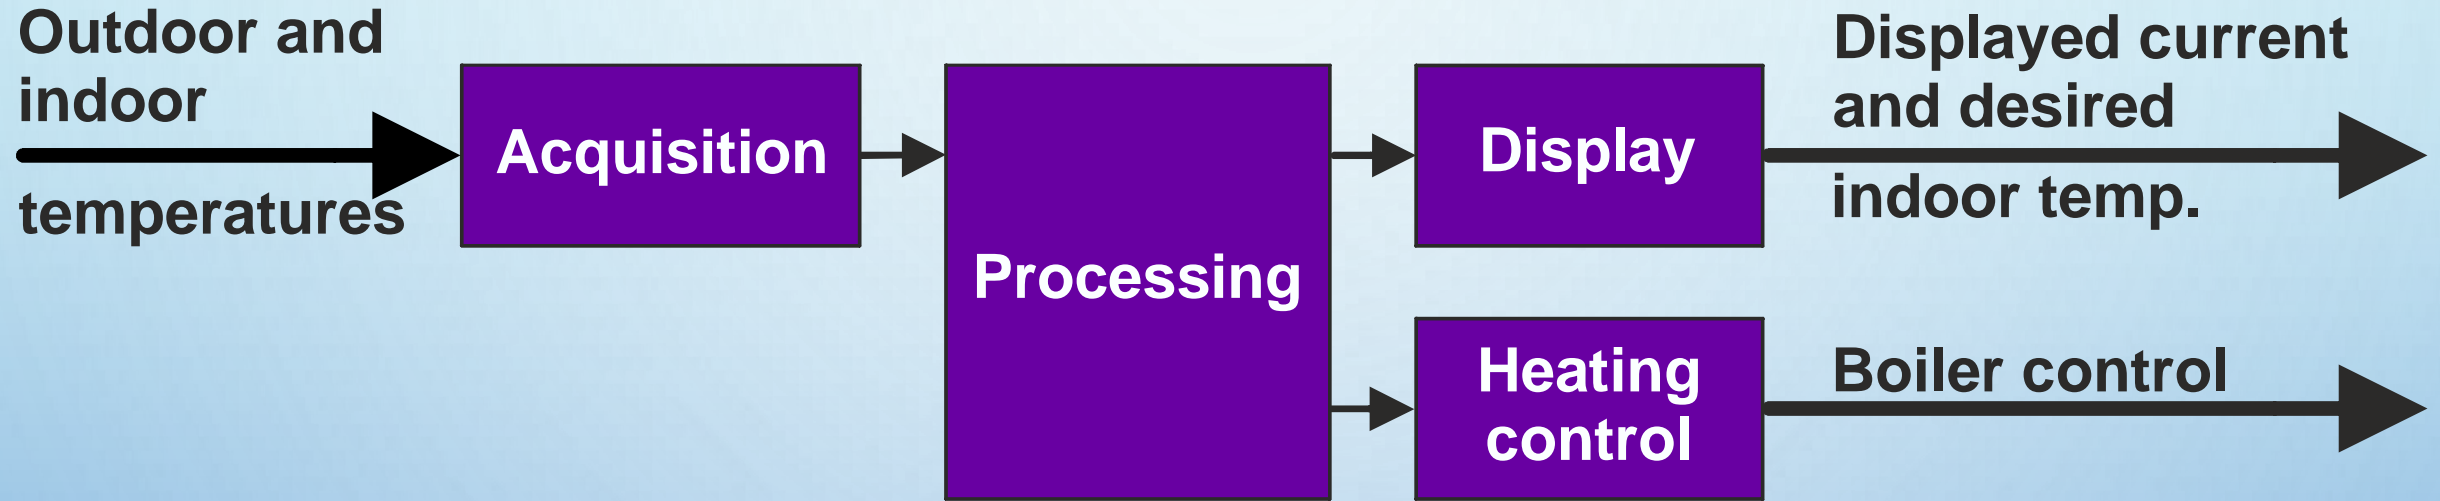 Outdoor and
indoor
temperatures
Acquisition
Processing
Display
Heating
control
Displayed current
and desired
indoor temp.
Boiler control